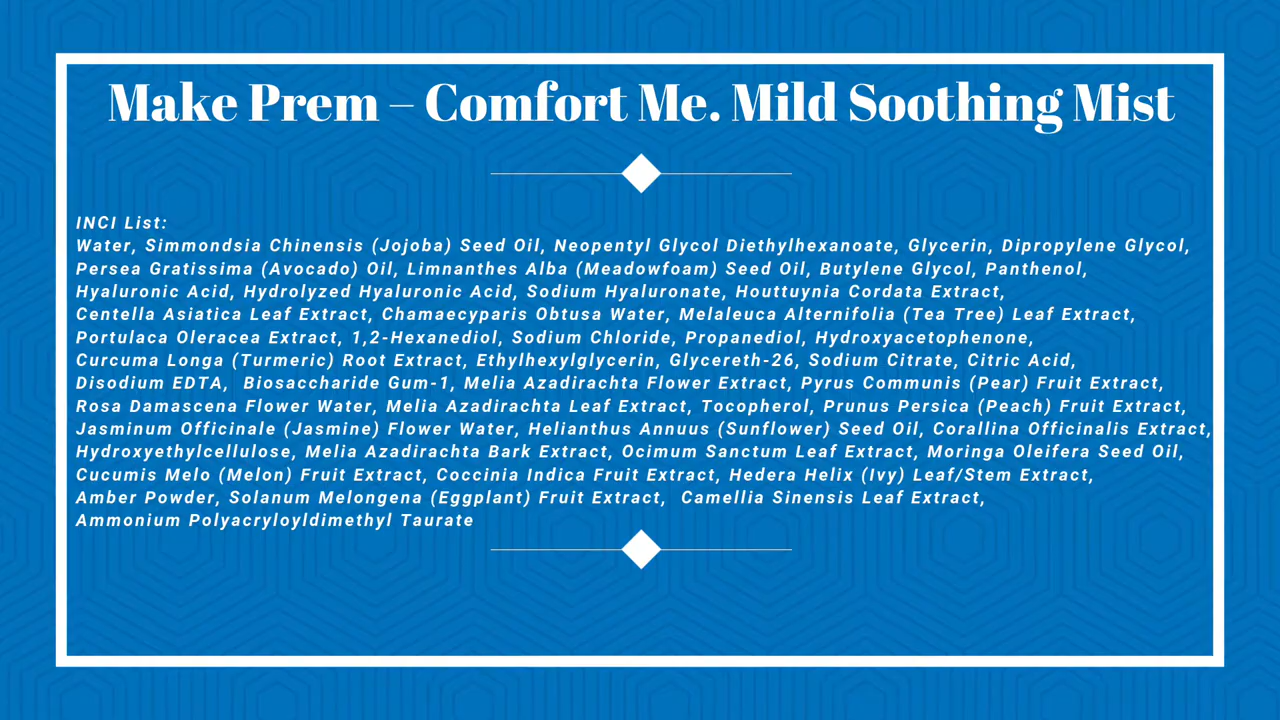 Make Prem – Comfort Me. Mild Soothing Mist
INCI List:
Water, Simmondsia Chinensis (Jojoba) Seed Oil, Neopentyl Glycol Diethylhexanoate, Glycerin, Dipropylene Glycol,
Persea Gratissima (Avocado) Oil, Limnanthes Alba (Meadowfoam) Seed Oil, Butylene Glycol, Panthenol,
Hyaluronic Acid, Hydrolyzed Hyaluronic Acid, Sodium Hyaluronate, Houttuynia Cordata Extract,
Centella Asiatica Leaf Extract, Chamaecyparis Obtusa Water, Melaleuca Alternifolia (Tea Tree) Leaf Extract,
Portulaca Oleracea Extract, 1,2-Hexanediol, Sodium Chloride, Propanediol, Hydroxyacetophenone,
Curcuma Longa (Turmeric) Root Extract, Ethylhexylglycerin, Glycereth-26, Sodium Citrate, Citric Acid,
Disodium EDTA,  Biosaccharide Gum-1, Melia Azadirachta Flower Extract, Pyrus Communis (Pear) Fruit Extract,
Rosa Damascena Flower Water, Melia Azadirachta Leaf Extract, Tocopherol, Prunus Persica (Peach) Fruit Extract,
Jasminum Officinale (Jasmine) Flower Water, Helianthus Annuus (Sunflower) Seed Oil, Corallina Officinalis Extract,
Hydroxyethylcellulose, Melia Azadirachta Bark Extract, Ocimum Sanctum Leaf Extract, Moringa Oleifera Seed Oil,
Cucumis Melo (Melon) Fruit Extract, Coccinia Indica Fruit Extract, Hedera Helix (Ivy) Leaf/Stem Extract,
Amber Powder, Solanum Melongena (Eggplant) Fruit Extract,  Camellia Sinensis Leaf Extract,
Ammonium Polyacryloyldimethyl Taurate